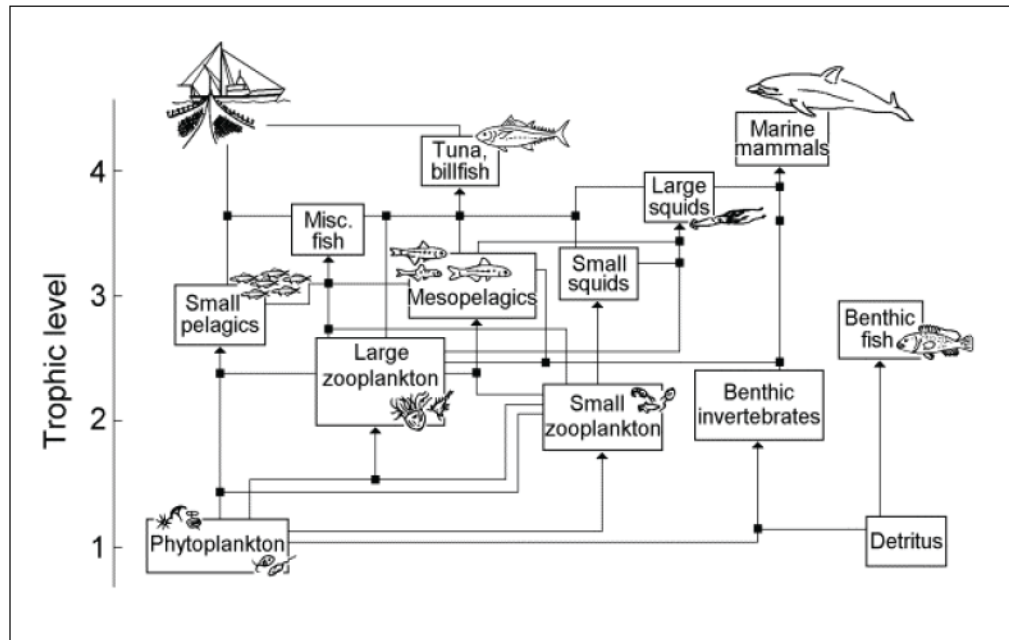 Trophic level
4
3
2
1
Tuna,
billfish
Marine
mammals
Large
squids
Misc.
fish
Small
squids
Mesopelagics
Small
pelagics
Benthic
fish
Large
zooplankton
Small
zooplankton
Benthic
invertebrates
Phytoplankton
Detritus